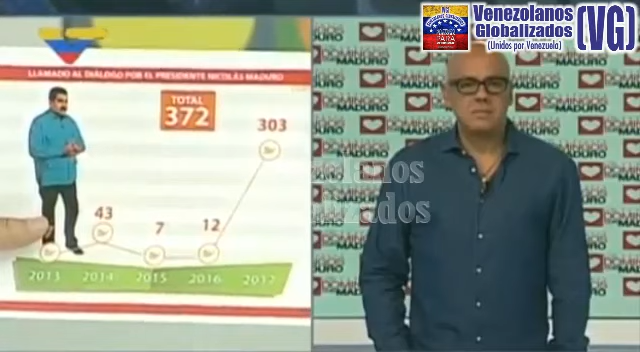 Venezolanos
Globalizados
(Unidos por Venezuela)
(VG)
LLAMADO AL DIÁLOGO POR EL PRESIDENTE NICOLÁS MADURO
TOTAL
372
303
43
7
12
2013 2014 2015 2016 2017
DOMINGOS
MADURO